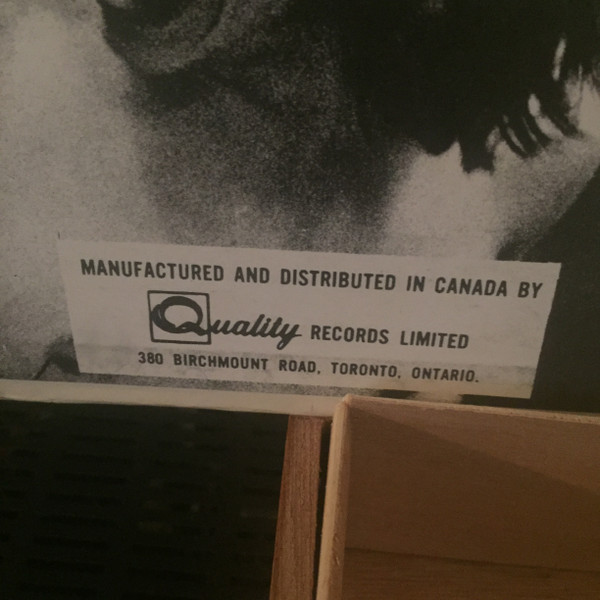 MANUFACTURED AND DISTRIBUTED IN CANADA BY
Quality RECORDS LIMITED
380 BIRCHMOUNT ROAD, TORONTO, ONTARIO.